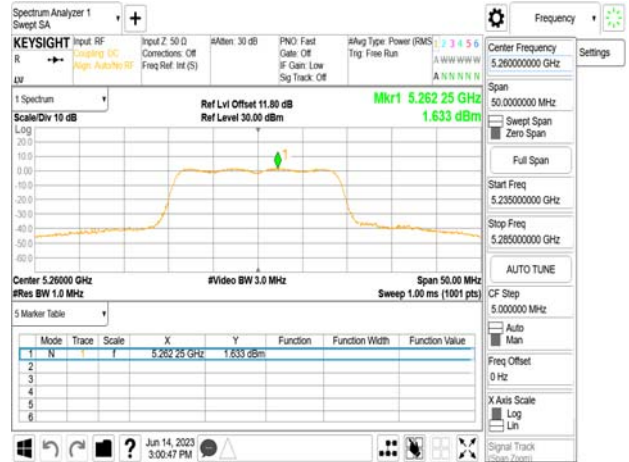 Spectrum Analyzer 1
Swept SA
+
Frequency
KEYSIGHT
Input: RF
Coupling: DC
Align: Auto/No RF
Input Z: 50 Ω
Corrections: Off
Freq Ref: Int (S)
#Atten: 30 dB
PNO: Fast
Gate: Off
IF Gain: Low
Sig Track: Off
#Avg Type: Power (RMS
Trig: Free Run
1 2 3 4 5 6
A W W W W W
A N N N N N
R
Center Frequency
5.260000000 GHz
Settings
Span
50.0000000 MHz
Swept Span
Zero Span
Full Span
Start Freq
5.235000000 GHz
Stop Freq
5.285000000 GHz
AUTO TUNE
CF Step
5.000000 MHz
Auto
Man
Freq Offset
0 Hz
X Axis Scale
Log
Lin
Signal Track
(Span Zoom)
1 Spectrum
Scale/Div 10 dB
Ref Lvl Offset 11.80 dB
Ref Level 30.00 dBm
Mkr1 5.262 25 GHz
1.633 dBm
Log
20.0
10.0
0.00
-10.0
-20.0
-30.0
-40.0
-50.0
-60.0
1
Center 5.26000 GHz
#Res BW 1.0 MHz
#Video BW 3.0 MHz
Span 50.00 MHz
Sweep 1.00 ms (1001 pts)
5 Marker Table
Mode Trace Scale X Y Function Function Width Function Value
1 N 1 f 5.262 25 GHz 1.633 dBm
2
3
4
5
6
?
Jun 14, 2023
3:00:47 PM